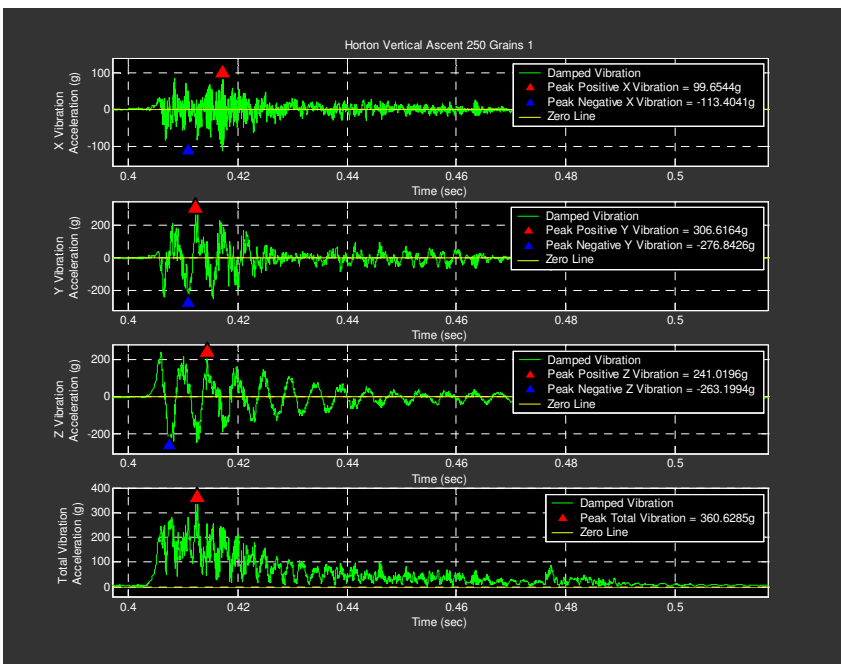 Horton Vertical Ascent 250 Grains 1
X Vibration
Acceleration (g)
100
0
-100
Damped Vibration
Peak Positive X Vibration = 99.6544g
Peak Negative X Vibration = -113.4041g
Zero Line
0.4 0.42 0.44 0.46 0.48 0.5
Time (sec)
Y Vibration
Acceleration (g)
200
0
-200
Damped Vibration
Peak Positive Y Vibration = 306.6164g
Peak Negative Y Vibration = -276.8426g
Zero Line
0.4 0.42 0.44 0.46 0.48 0.5
Time (sec)
Z Vibration
Acceleration (g)
200
0
-200
Damped Vibration
Peak Positive Z Vibration = 241.0196g
Peak Negative Z Vibration = -263.1994g
Zero Line
0.4 0.42 0.44 0.46 0.48 0.5
Time (sec)
Total Vibration
Acceleration (g)
400
300
200
100
0
Damped Vibration
Peak Total Vibration = 360.6285g
Zero Line
0.4 0.42 0.44 0.46 0.48 0.5
Time (sec)